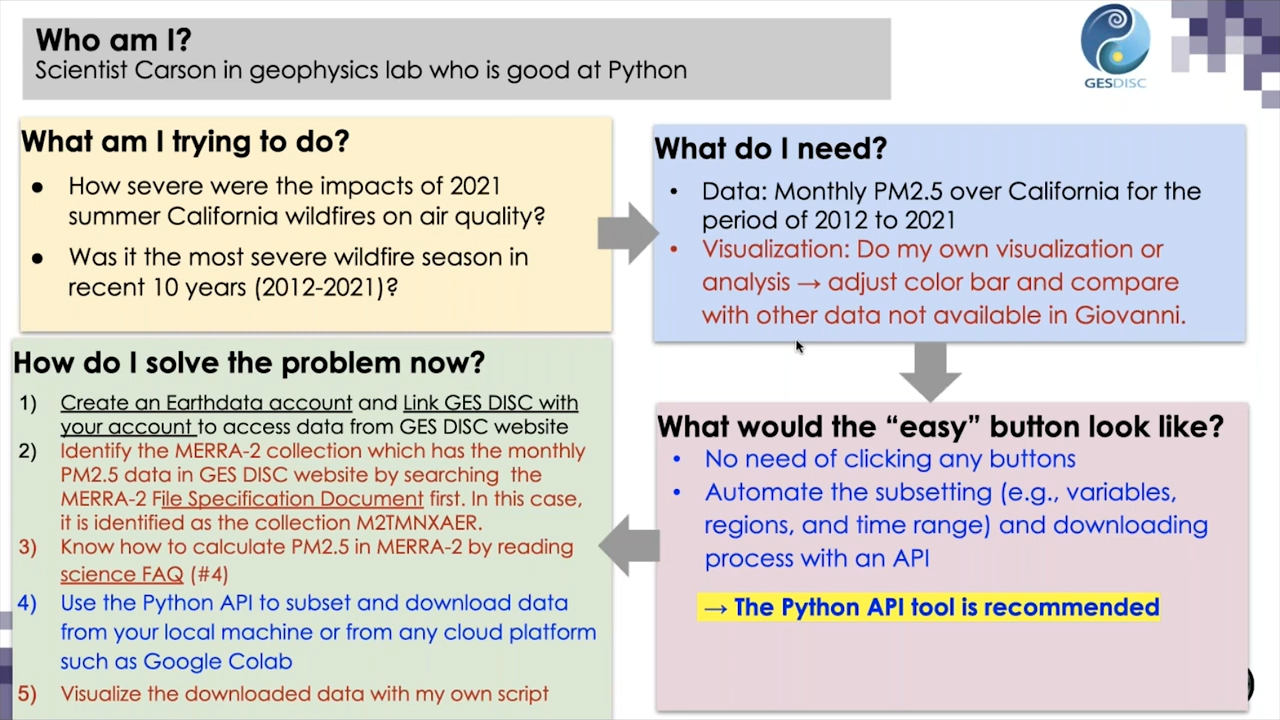 Who am I?
Scientist Carson in geophysics lab who is good at Python
GESDISC
What am I trying to do?
● How severe were the impacts of 2021
summer California wildfires on air quality?
● Was it the most severe wildfire season in
recent 10 years (2012-2021)?
What do I need?
• Data: Monthly PM2.5 over California for the
period of 2012 to 2021
• Visualization: Do my own visualization or
analysis → adjust color bar and compare
with other data not available in Giovanni.
What would the “easy” button look like?
• No need of clicking any buttons
• Automate the subsetting (e.g., variables,
regions, and time range) and downloading
process with an API
→ The Python API tool is recommended
How do I solve the problem now?
1) Create an Earthdata account and Link GES DISC with
your account to access data from GES DISC website
2) Identify the MERRA-2 collection which has the monthly
PM2.5 data in GES DISC website by searching the
MERRA-2 File Specification Document first. In this case,
it is identified as the collection M2TMNXAER.
3) Know how to calculate PM2.5 in MERRA-2 by reading
science FAQ (#4)
4) Use the Python API to subset and download data
from your local machine or from any cloud platform
such as Google Colab
5) Visualize the downloaded data with my own script